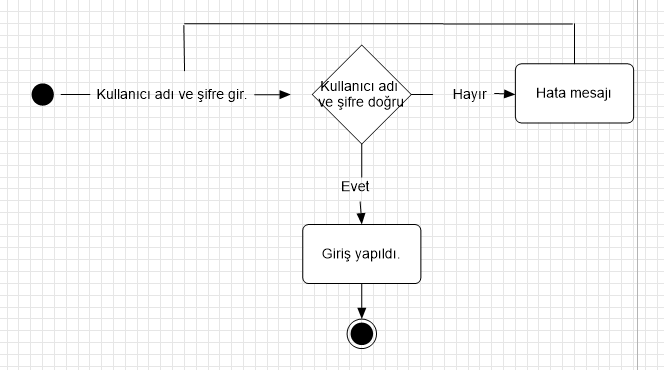 Kullanıcı adı ve şifre gir.
Kullanıcı adı
ve şifre doğru
Hayır
Hata mesajı
Evet
Giriş yapıldı.